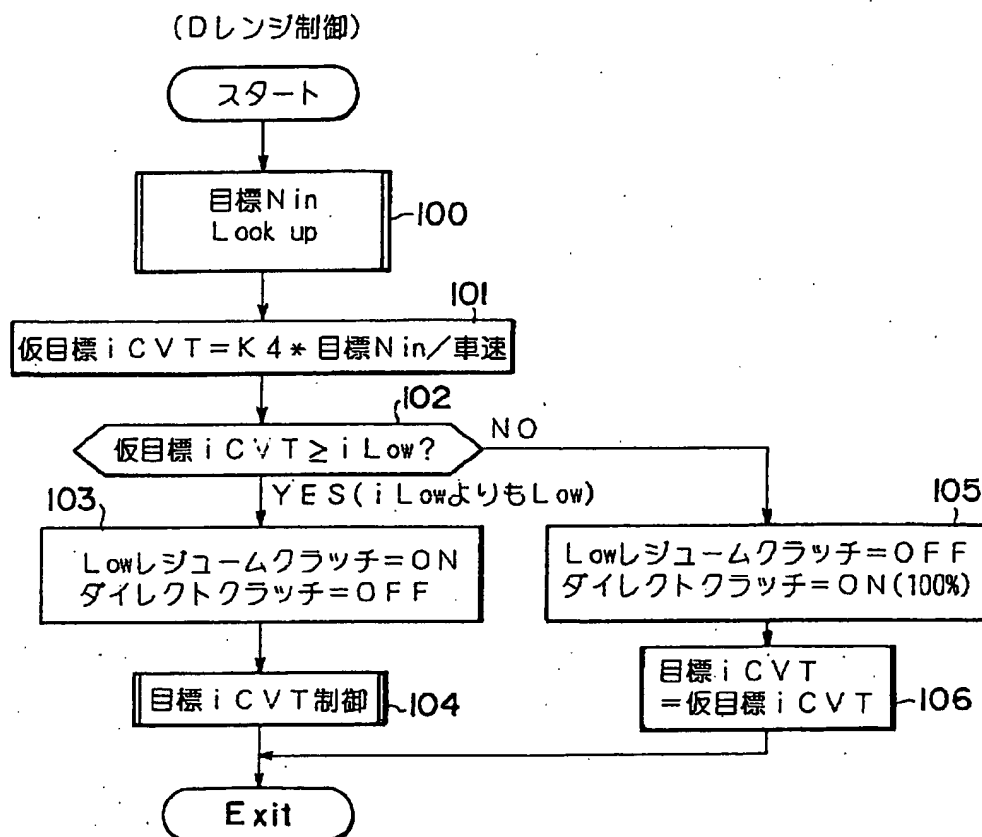 (Dレンジ制御)
スタート
目標Nin
Look up
100
101
仮目標iCVT=K4*目標Nin/車速
102
仮目標iCVT≥iLow?
NO
YES(iLowよりもLow)
103
Lowレジュームクラッチ=ON
ダイレクトクラッチ=OFF
105
Lowレジュームクラッチ=OFF
ダイレクトクラッチ=ON(100%)
目標iCVT制御
104
目標iCVT
=仮目標iCVT
106
Exit